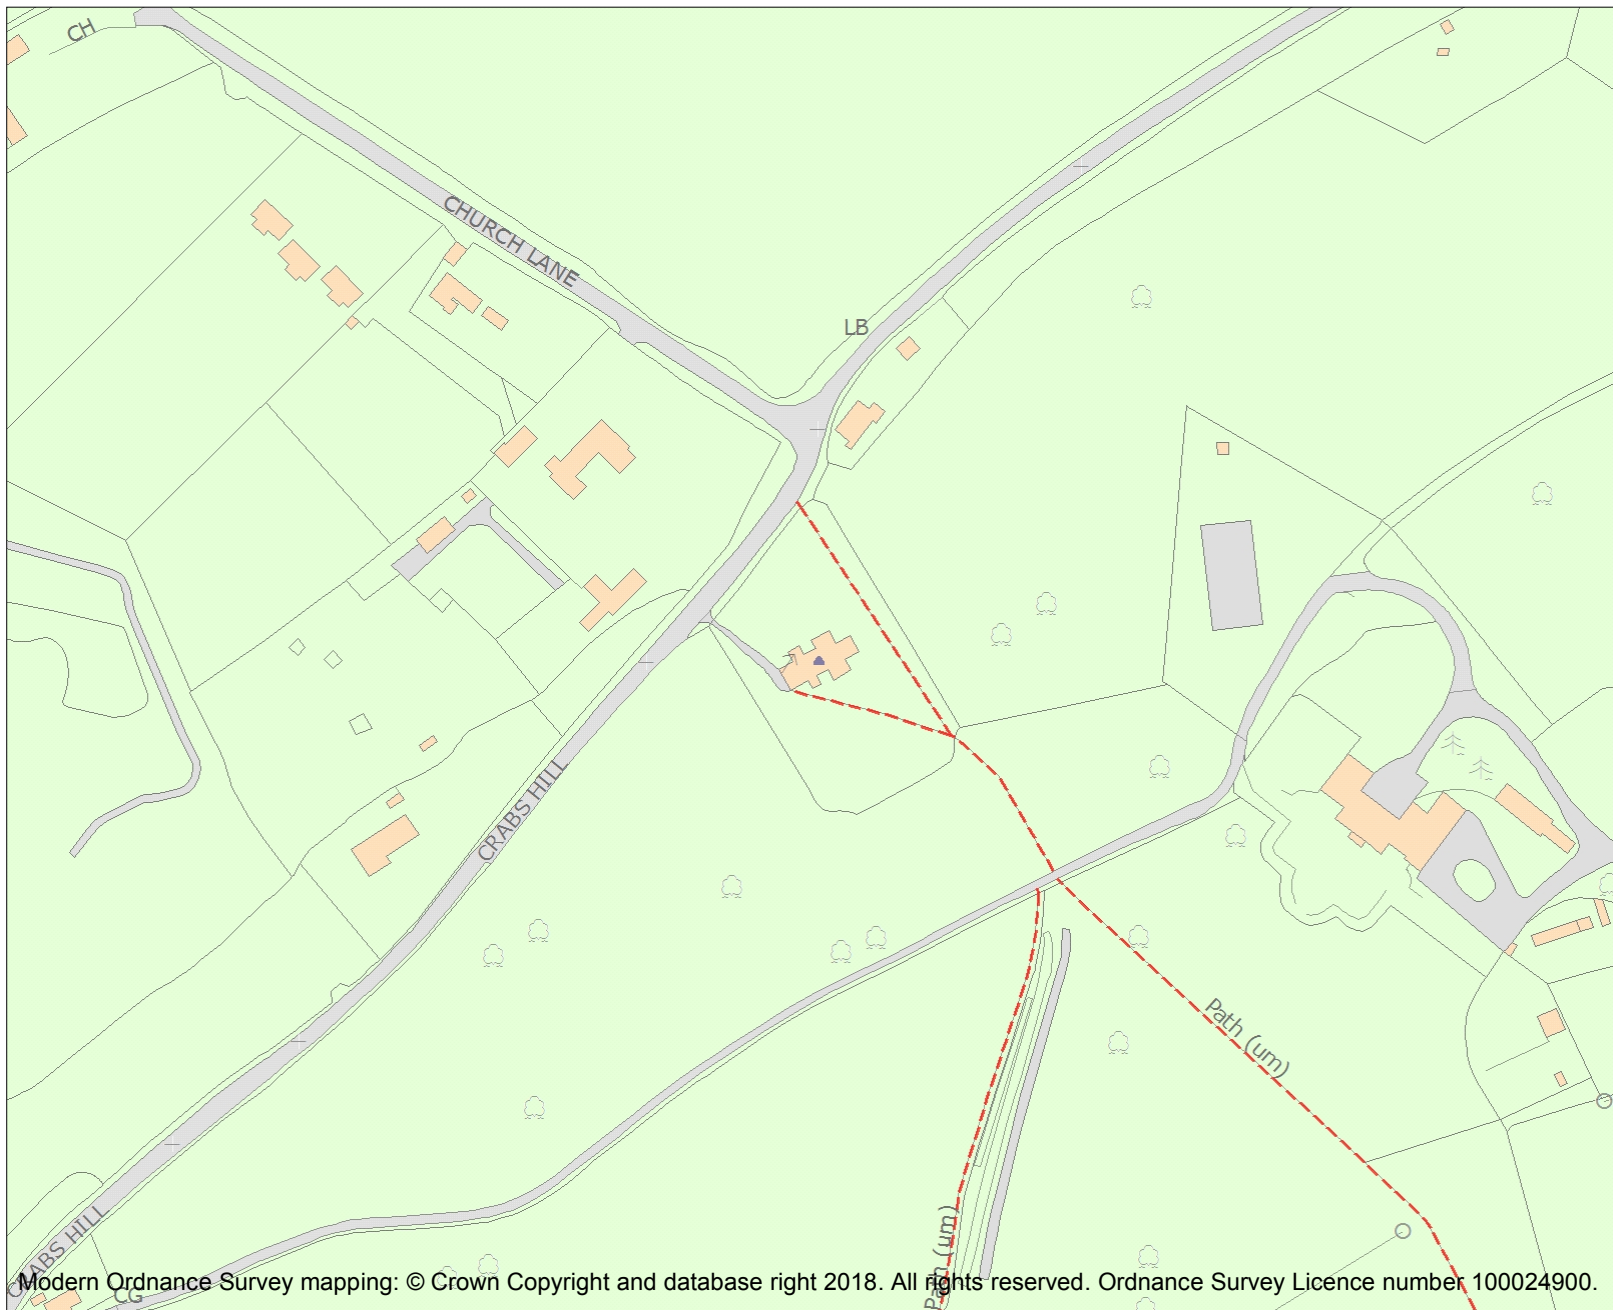 CH
CHURCH LANE
LB
CRABS HILL
Path (um)
Path (um)
CRABS HILL
CG
Modern Ordnance Survey mapping: © Crown Copyright and database right 2018. All rights reserved. Ordnance Survey Licence number 100024900.